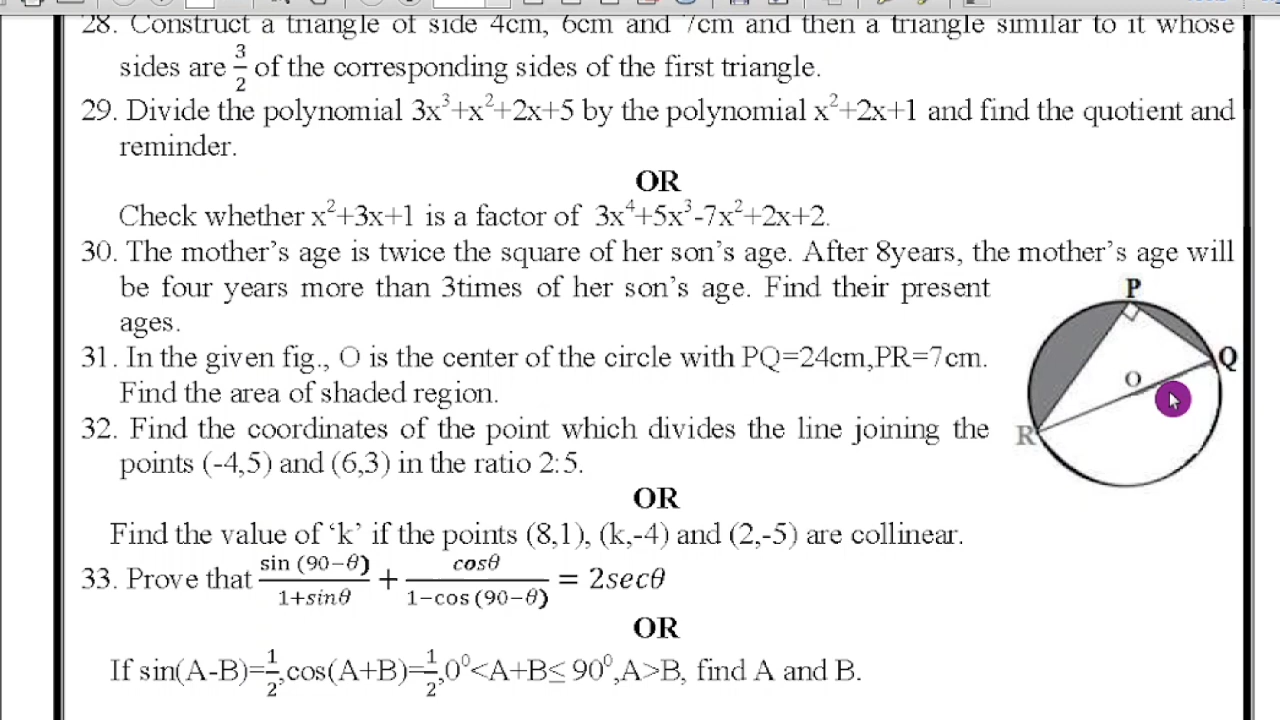 28. Construct a triangle of side 4cm, 6cm and 7cm and then a triangle similar to it whose
sides are 3/2 of the corresponding sides of the first triangle.
29. Divide the polynomial 3x³+x²+2x+5 by the polynomial x²+2x+1 and find the quotient and
reminder.
OR
Check whether x²+3x+1 is a factor of 3x⁴+5x³-7x²+2x+2.
30. The mother's age is twice the square of her son's age. After 8years, the mother's age will
be four years more than 3times of her son's age. Find their present
ages.
31. In the given fig., O is the center of the circle with PQ=24cm,PR=7cm.
Find the area of shaded region.
P
Q
O
R
32. Find the coordinates of the point which divides the line joining the
points (-4,5) and (6,3) in the ratio 2:5.
OR
Find the value of 'k' if the points (8,1), (k,-4) and (2,-5) are collinear.
33. Prove that sin (90−θ)/1+sinθ + cosθ/1−cos (90−θ) = 2secθ
OR
If sin(A-B)=1/2,cos(A+B)=1/2,0⁰<A+B≤ 90⁰,A>B, find A and B.